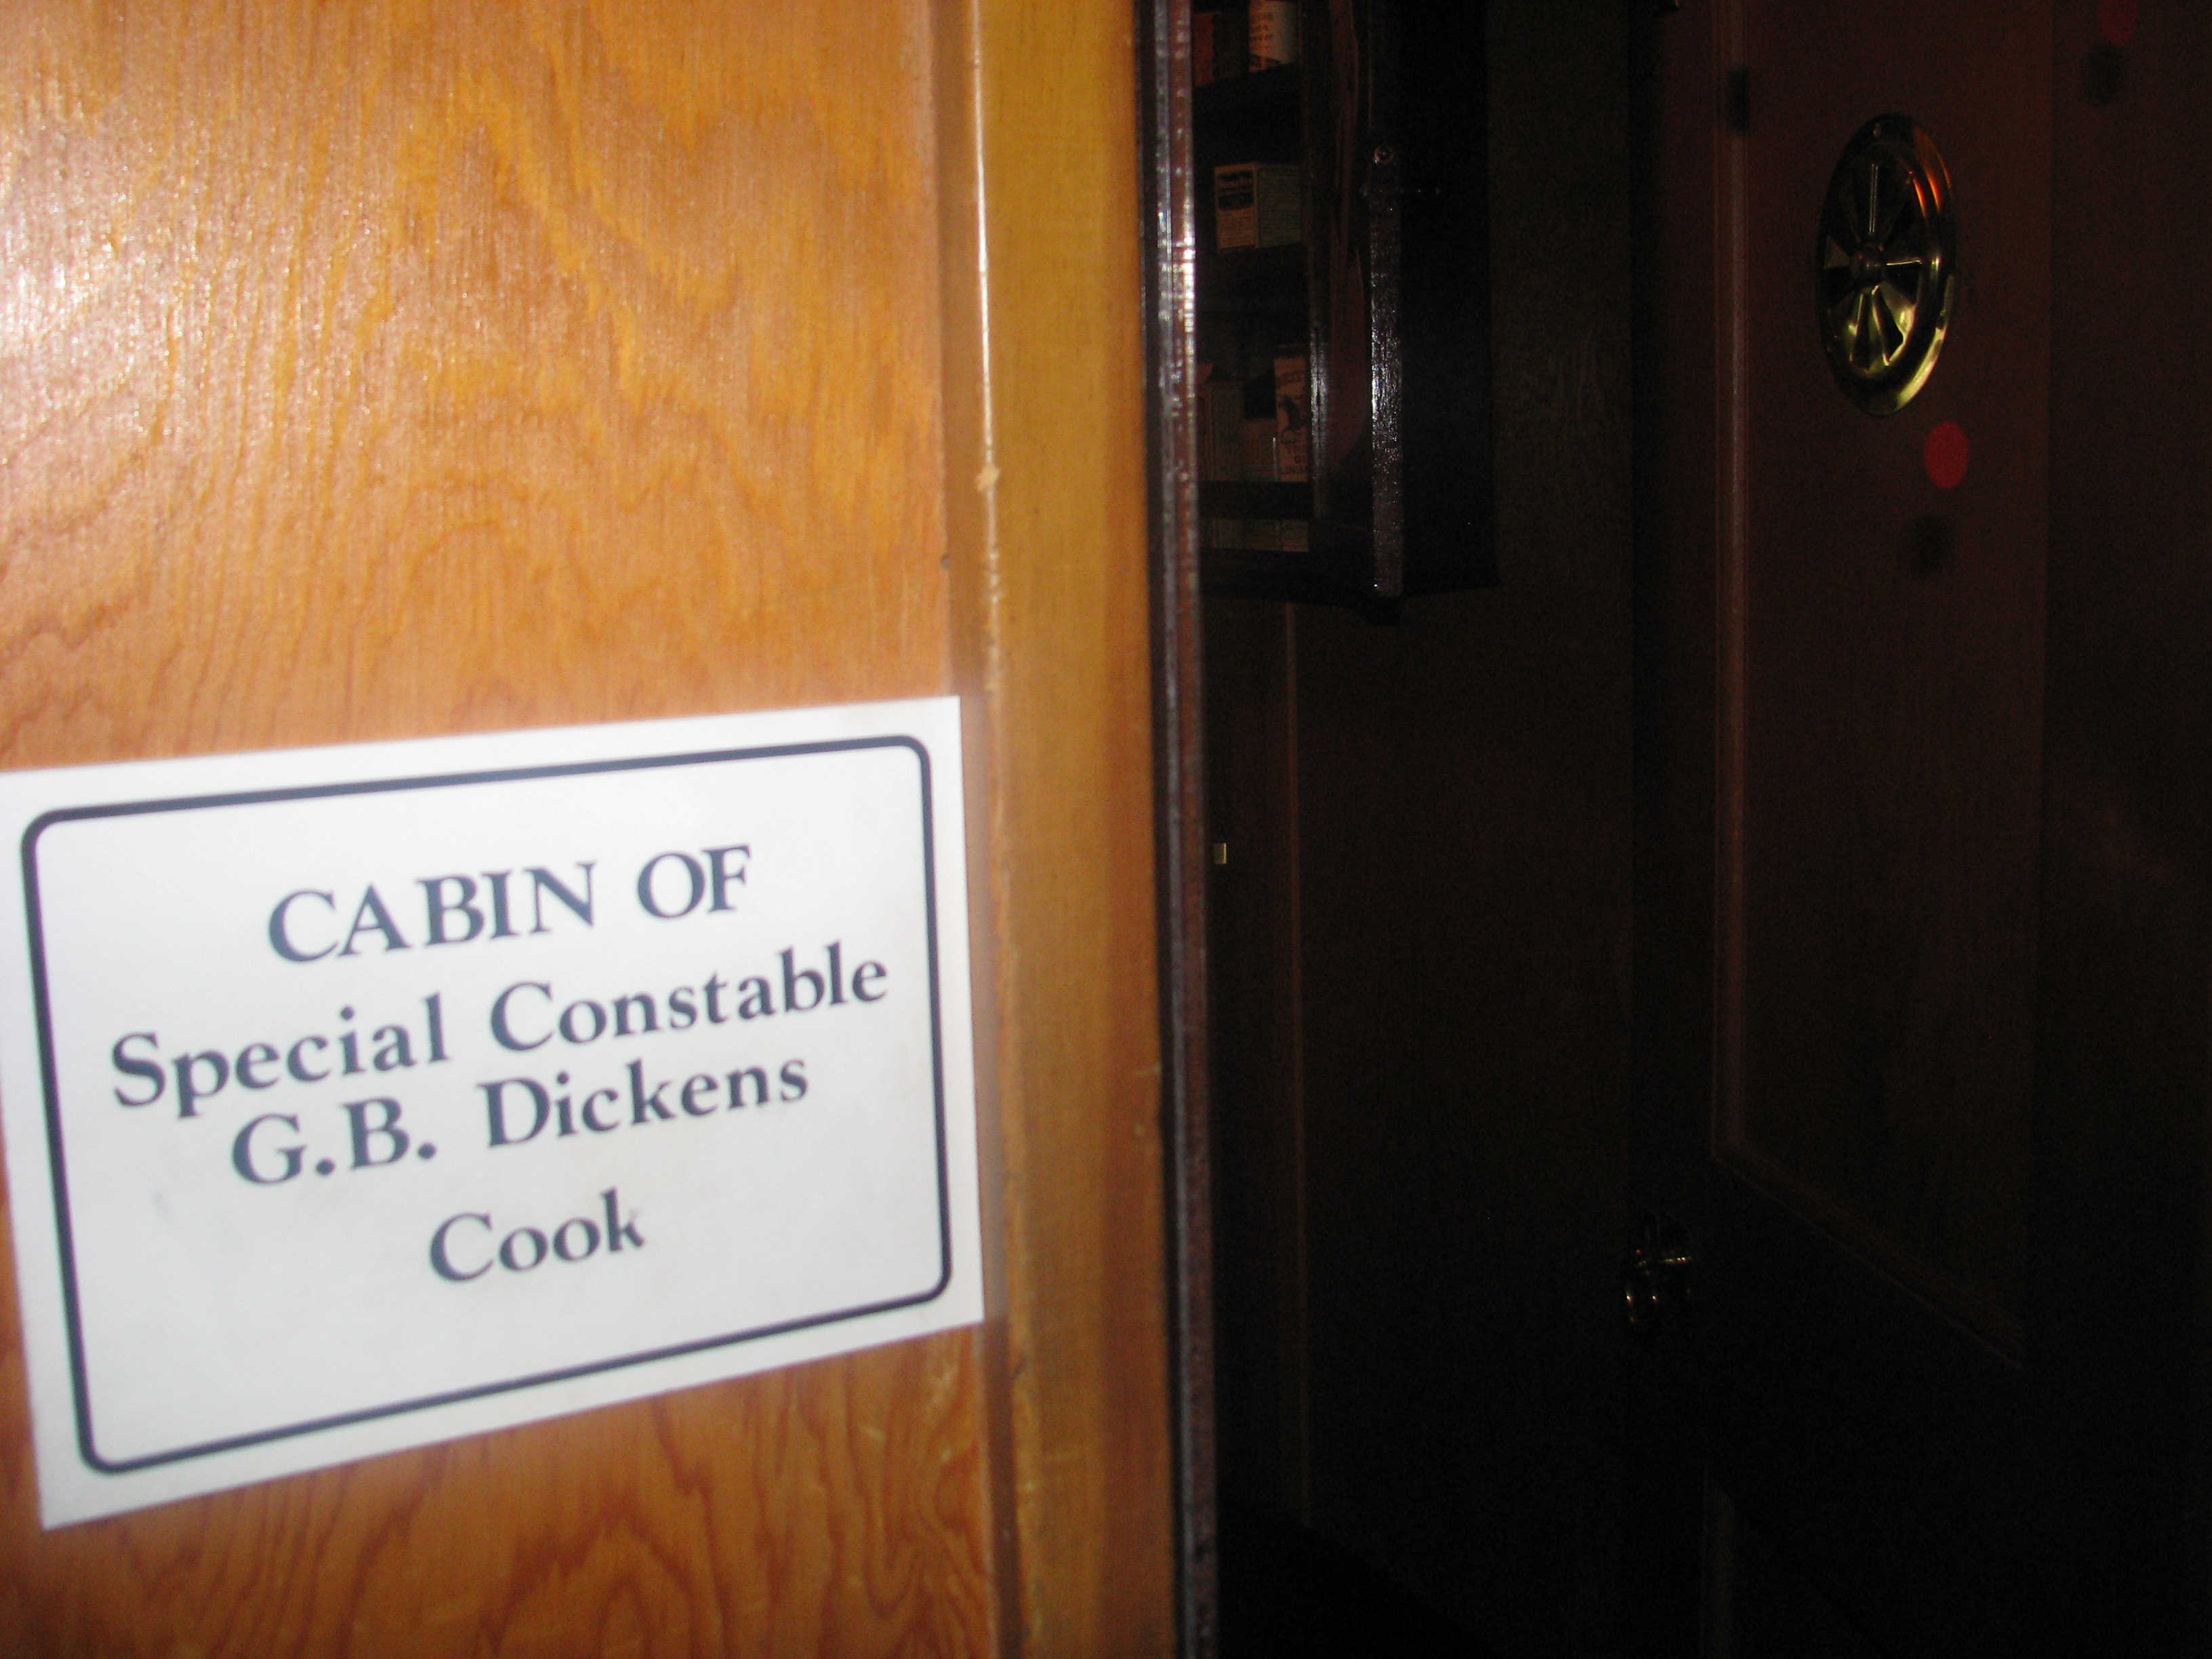 CABIN OF
Special Constable
G.B. Dickens
Cook